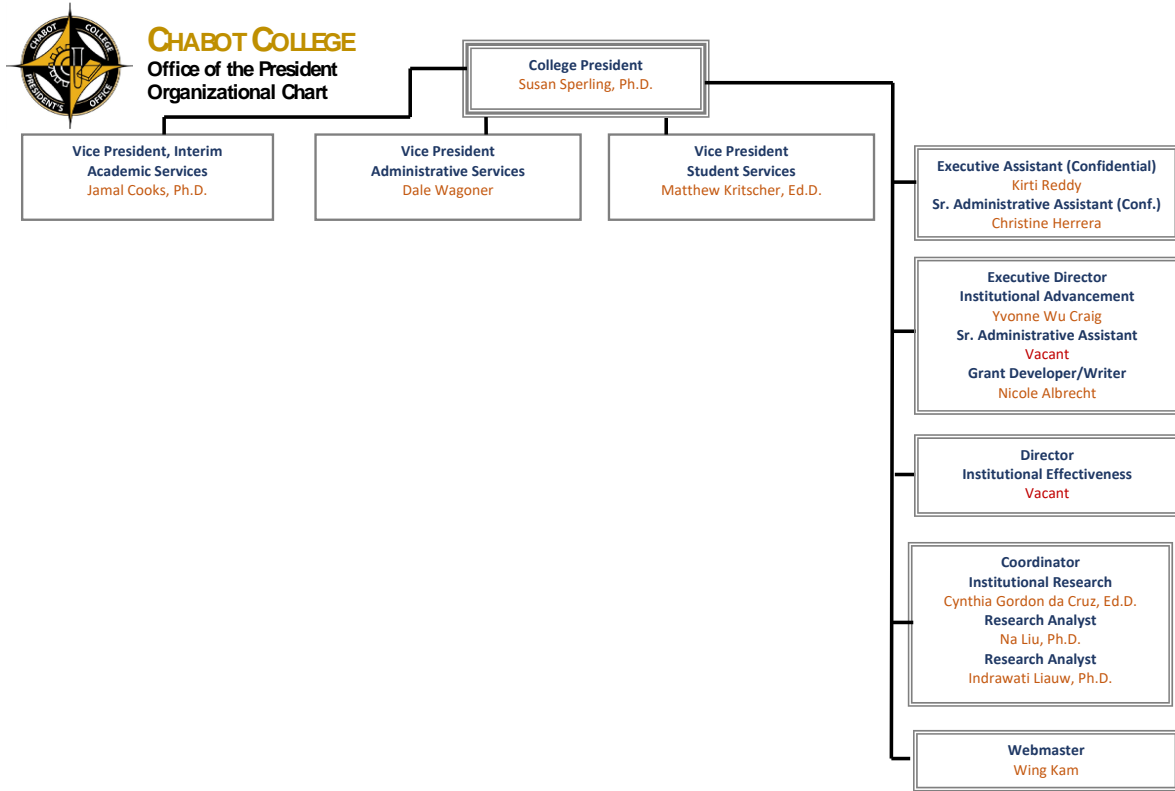 CHABOT COLLEGE
PRESIDENT'S OFFICE
CHABOT COLLEGE
Office of the President
Organizational Chart
College President
Susan Sperling, Ph.D.
Vice President, Interim
Academic Services
Jamal Cooks, Ph.D.
Vice President
Administrative Services
Dale Wagoner
Vice President
Student Services
Matthew Kritscher, Ed.D.
Executive Assistant (Confidential)
Kirti Reddy
Sr. Administrative Assistant (Conf.)
Christine Herrera
Executive Director
Institutional Advancement
Yvonne Wu Craig
Sr. Administrative Assistant
Vacant
Grant Developer/Writer
Nicole Albrecht
Director
Institutional Effectiveness
Vacant
Coordinator
Institutional Research
Cynthia Gordon da Cruz, Ed.D.
Research Analyst
Na Liu, Ph.D.
Research Analyst
Indrawati Liauw, Ph.D.
Webmaster
Wing Kam